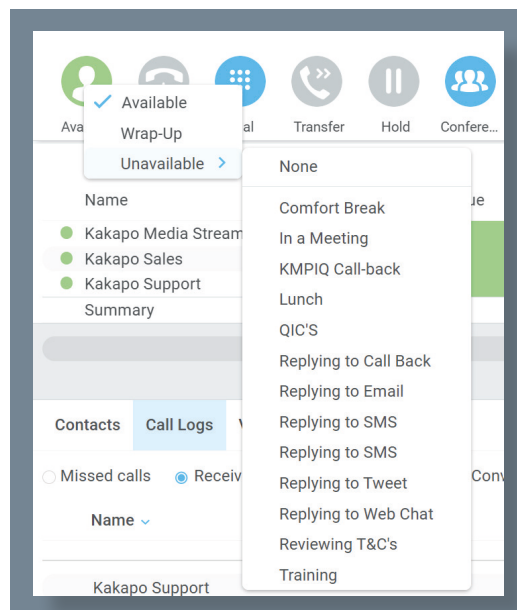 Available
Wrap-Up
Unavailable
Ava
al
Transfer
Hold
Confere...
None
Comfort Break
In a Meeting
KMPIQ Call-back
Lunch
QIC'S
Replying to Call Back
Replying to Email
Replying to SMS
Replying to SMS
Replying to Tweet
Replying to Web Chat
Reviewing T&C's
Training
Name
ue
Kakapo Media Stream
Kakapo Sales
Kakapo Support
Summary
Contacts
Call Logs
Missed calls
Receiv
Conv
Name
Kakapo Support